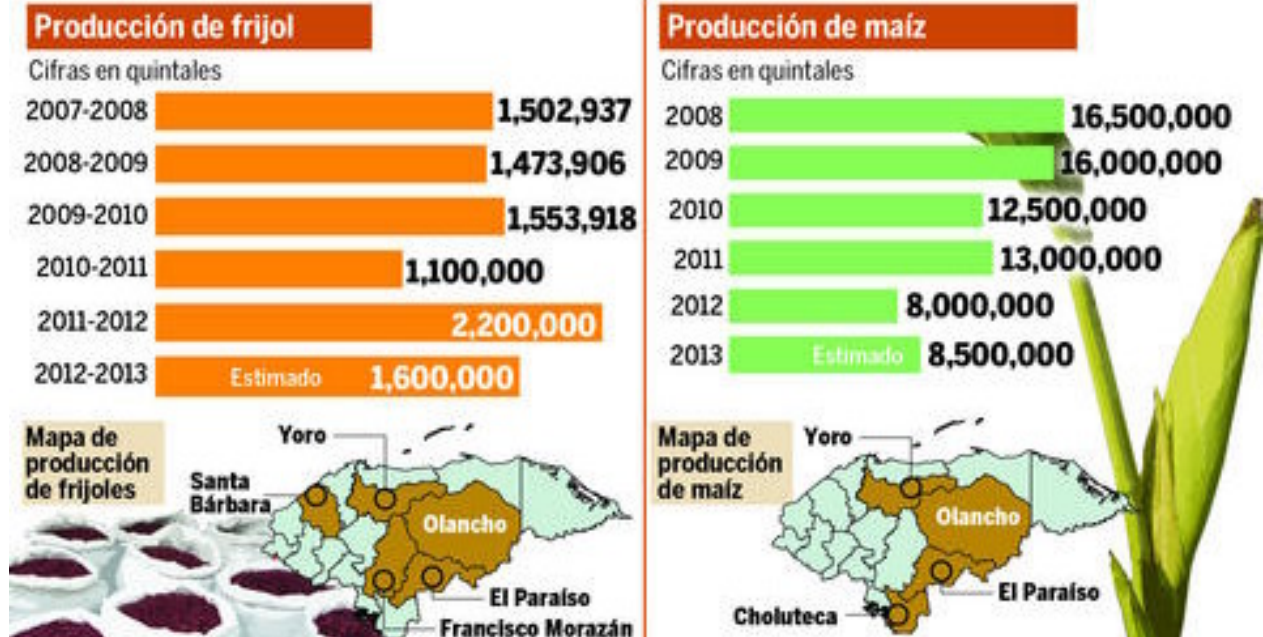 Producción de frijol
Cifras en quintales
2007-2008 1,502,937
2008-2009 1,473,906
2009-2010 1,553,918
2010-2011 1,100,000
2011-2012 2,200,000
2012-2013 Estimado 1,600,000
Mapa de
producción
de frijoles
Yoro
Santa
Bárbara
Olancho
El Paraíso
Francisco Morazán
Producción de maíz
Cifras en quintales
2008 16,500,000
2009 16,000,000
2010 12,500,000
2011 13,000,000
2012 8,000,000
2013 Estimado 8,500,000
Mapa de
producción
de maíz
Yoro
Olancho
El Paraíso
Choluteca